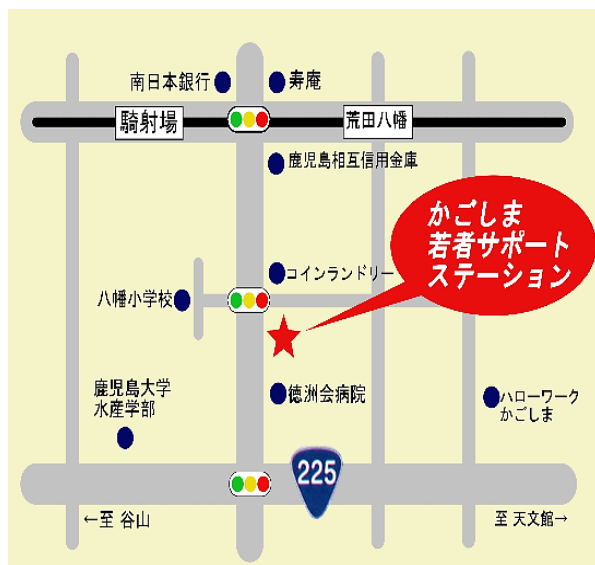 南日本銀行
寿庵
騎射場
荒田八幡
鹿児島相互信用金庫
かごしま
若者サポート
ステーション
コインランドリー
八幡小学校
鹿児島大学
水産学部
徳洲会病院
ハローワーク
かごしま
225
←至 谷山
至 天文館→